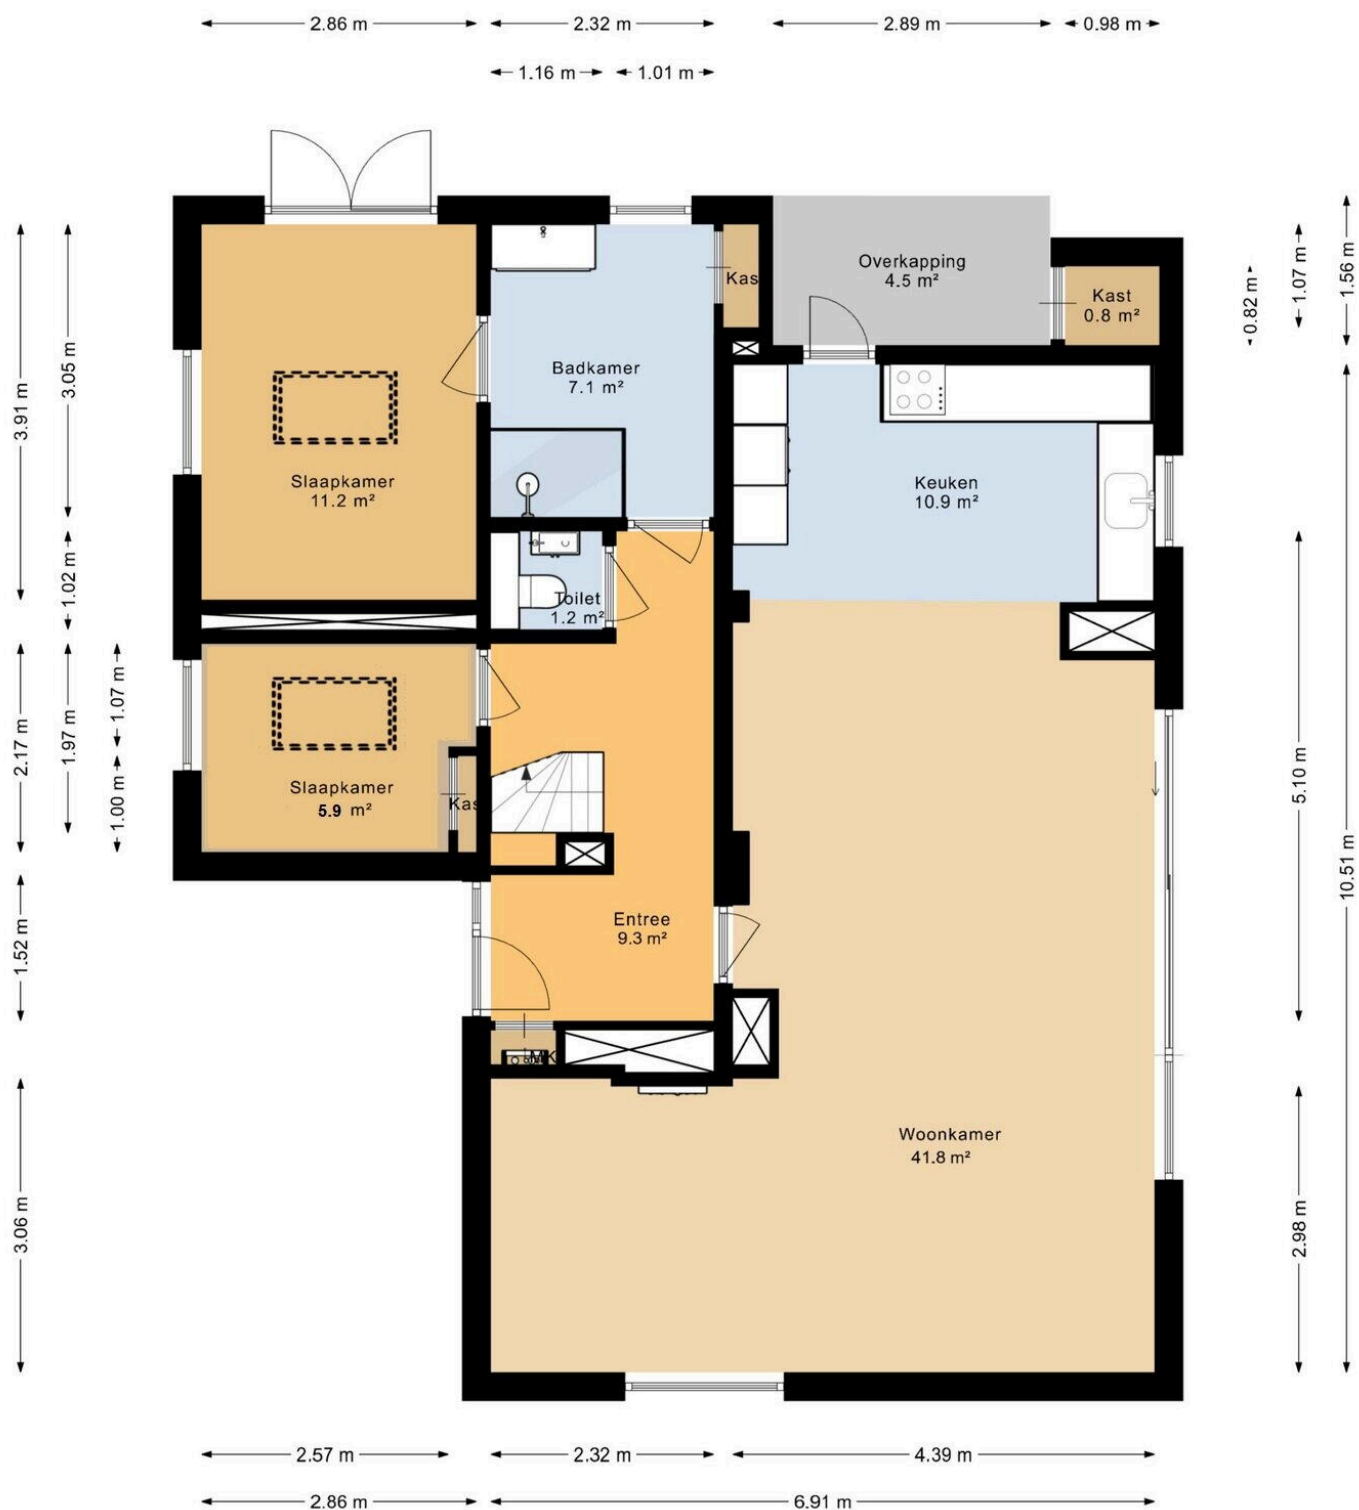 2.86 m
2.32 m
2.89 m
0.98 m
1.16 m
1.01 m
3.91 m
3.05 m
1.02 m
2.17 m
1.97 m
1.07 m
1.00 m
1.52 m
3.06 m
Overkapping
4.5 m²
Kast
0.8 m²
Kas
Badkamer
7.1 m²
Slaapkamer
11.2 m²
Keuken
10.9 m²
Toilet
1.2 m²
Slaapkamer
5.9 m²
Kas
Entree
9.3 m²
MK
Woonkamer
41.8 m²
0.82 m
1.07 m
1.56 m
5.10 m
10.51 m
2.98 m
2.57 m
2.32 m
4.39 m
2.86 m
6.91 m